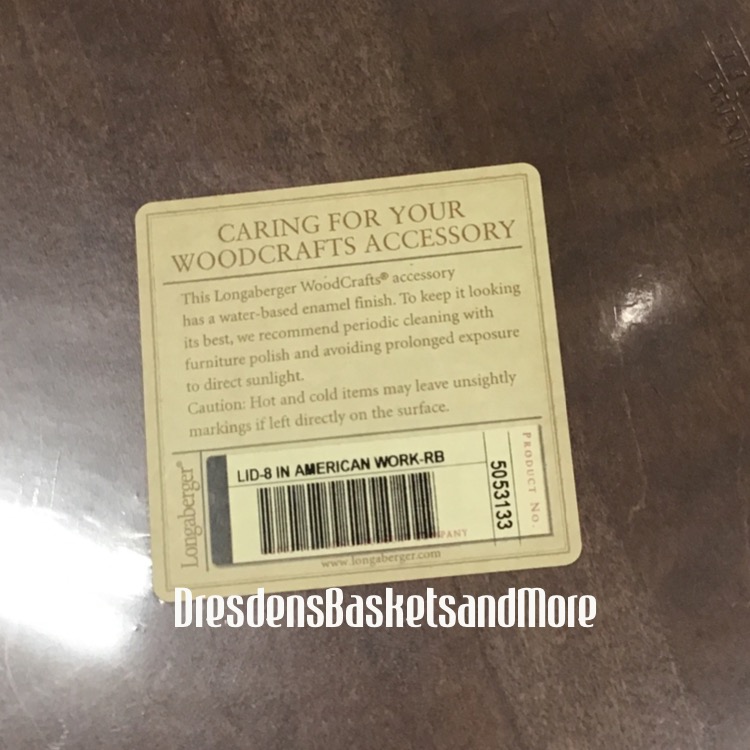 CARING FOR YOUR
WOODCRAFTS ACCESSORY
This Longaberger WoodCrafts® accessory
has a water-based enamel finish. To keep it looking
its best, we recommend periodic cleaning with
furniture polish and avoiding prolonged exposure
to direct sunlight.
Caution: Hot and cold items may leave unsightly
markings if left directly on the surface.
Longaberger®
LID-8 IN AMERICAN WORK-RB
5053133
PRODUCT NO.
www.longaberger.com
DresdensBasketsandMore